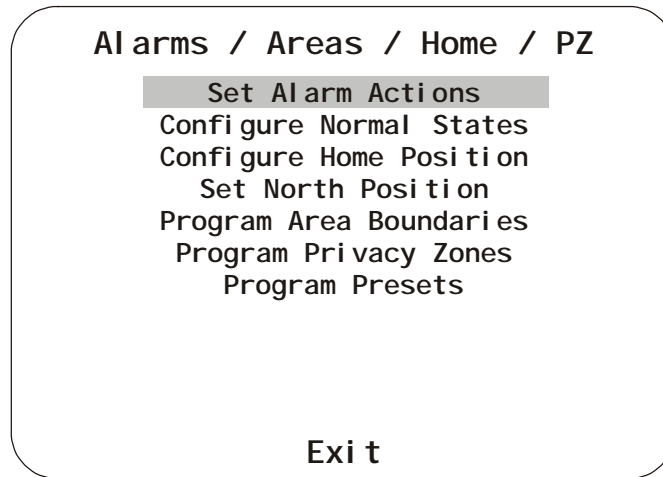 Alarms / Areas / Home / PZ
Set Alarm Actions
Configure Normal States
Configure Home Position
Set North Position
Program Area Boundaries
Program Privacy Zones
Program Presets
Exit